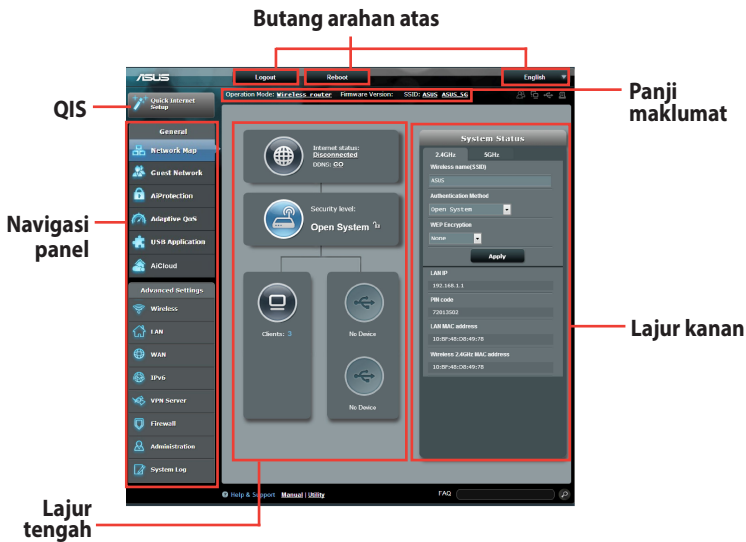 Butang arahan atas
ASUS
Logout
Reboot
English
Quick Internet
Setup
Operation Mode: Wireless router Firmware Version: SSID: ASUS ASUS_5G
QIS
Panji
maklumat
General
Network Map
Guest Network
AiProtection
Adaptive QoS
USB Application
AiCloud
Navigasi
panel
Advanced Settings
Wireless
LAN
WAN
IPv6
VPN Server
Firewall
Administration
System Log
Internet status:
Disconnected
DDNS: GO
Security level:
Open System
Clients: 3
No Device
No Device
System Status
2.4GHz 5GHz
Wireless name(SSID)
ASUS
Authentication Method
Open System
WEP Encryption
None
Apply
LAN IP
192.168.1.1
PIN code
72013502
LAN MAC address
10:BF:48:D8:49:78
Wireless 2.4GHz MAC address
10:BF:48:D8:49:78
Lajur kanan
Help & Support Manual | Utility
FAQ
Lajur
tengah